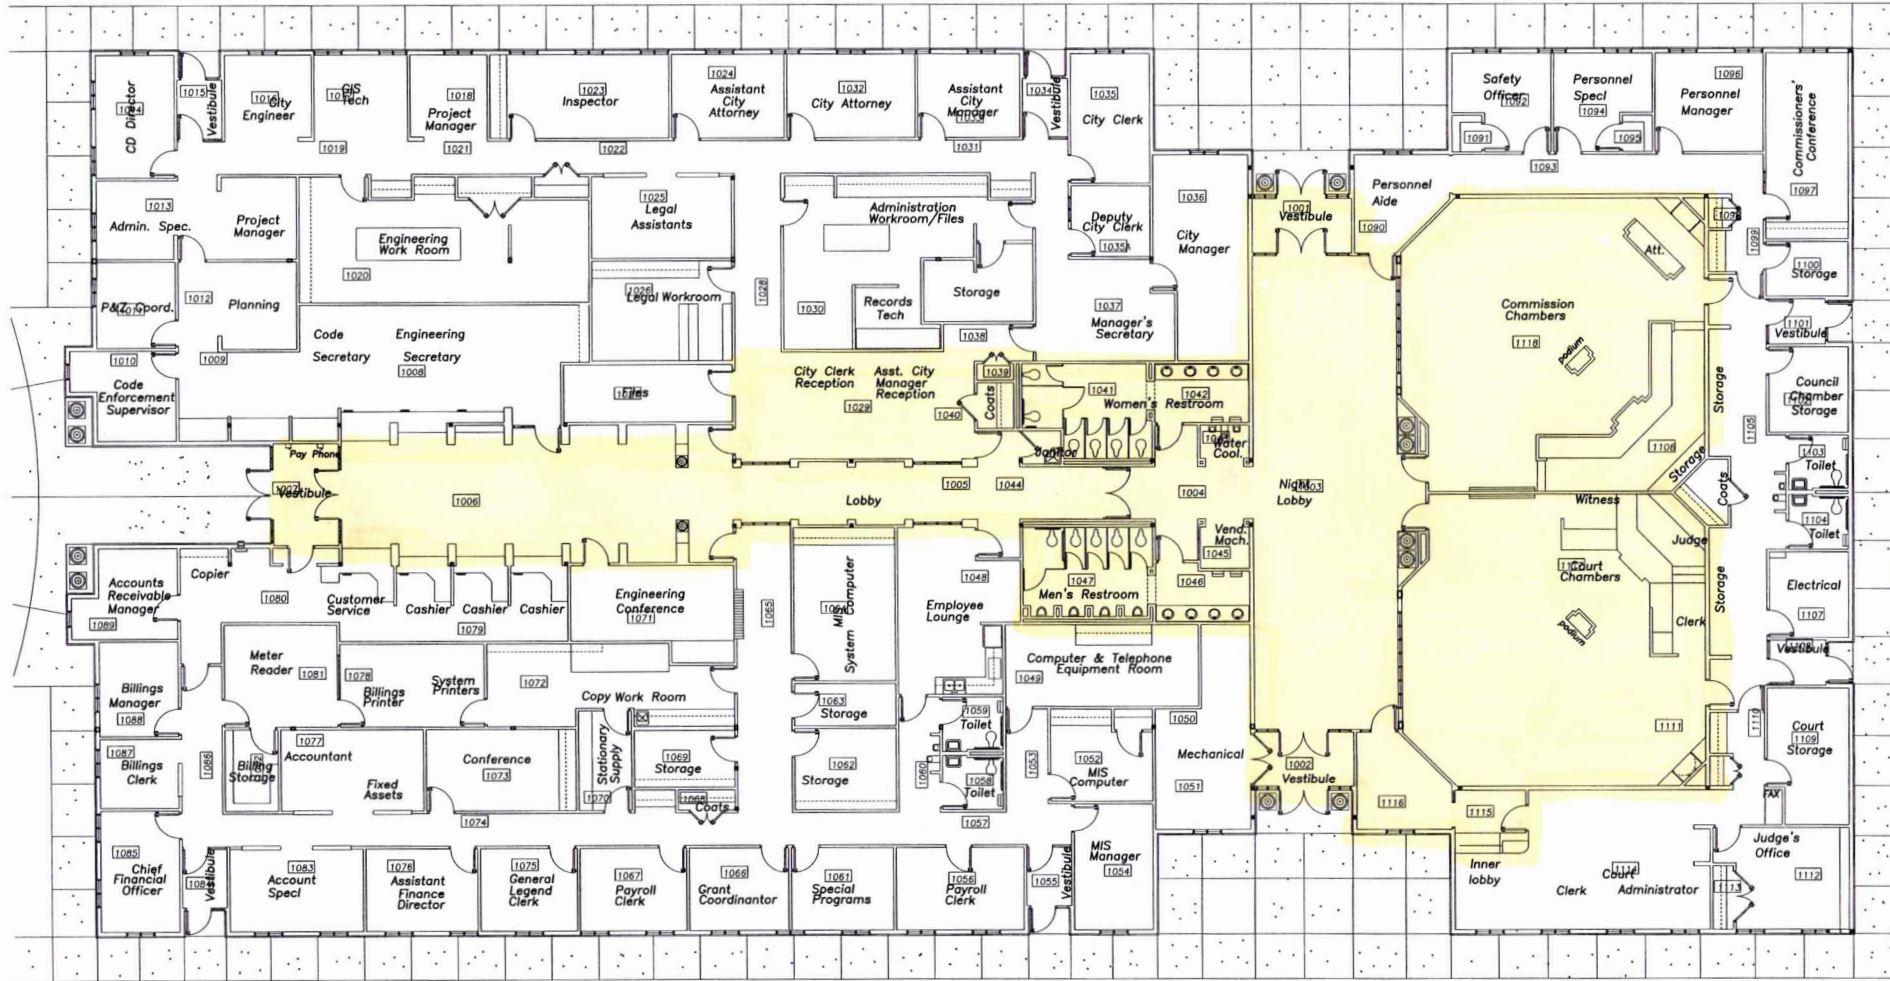 1014
CD Director
1015
Vestibule
1016
City
Engineer
GIS
Tech
1018
Project
Manager
1023
Inspector
1024
Assistant
City
Attorney
1032
City Attorney
Assistant
City
Manager
1033
1034
Vestibule
1035
City Clerk
1019
1021
1022
1031
1013
Admin. Spec.
Project
Manager
Engineering
Work Room
1020
1025
Legal
Assistants
Administration
Workroom/Files
Deputy
City Clerk
1035A
1036
City
Manager
P&Z Coord.
1011
1012
Planning
1026
Legal Workroom
1028
1030
Records
Tech
Storage
1037
Manager's
Secretary
1038
1010
Code
Enforcement
Supervisor
1009
Code
Secretary
Engineering
Secretary
1008
Files
City Clerk
Reception
Asst. City
Manager
Reception
1029
1039
1040
Coats
1041
Women's Restroom
1042
Water
Cool.
Janitor
Pay Phone
1007
Vestibule
1006
Lobby
1005
1044
1004
Night
Lobby
1003
1001
Vestibule
Vend.
Mach.
1045
1046
1047
Men's Restroom
Personnel
Aide
1090
Safety
Officer
1092
1091
Personnel
Specl
1094
1095
1096
Personnel
Manager
Commissioners'
Conference
1097
1093
1099
1100
Storage
Att.
Commission
Chambers
1118
podium
1101
Vestibule
Council
Chamber
Storage
1105
Storage
1106
Storage
Coats
1103
Toilet
1104
Toilet
Witness
Judge
Court
Chambers
podium
Clerk
Storage
Electrical
1107
Vestibule
1110
1111
Court
Storage
1109
FAX
Judge's
Office
1112
1113
Court
Clerk
Administrator
1114
Inner
lobby
1115
1116
1002
Vestibule
Accounts
Receivable
Manager
1089
Copier
1080
Customer
Service
Cashier
Cashier
Cashier
1079
Engineering
Conference
1071
1065
MIS Computer
System
1048
Employee
Lounge
Computer & Telephone
Equipment Room
1049
1050
Mechanical
1051
Billings
Manager
1088
Meter
Reader
1081
1078
Billings
Printer
System
Printers
1072
Copy Work Room
1063
Storage
1059
Toilet
1087
Billings
Clerk
1086
Billing
Storage
1077
Accountant
Fixed
Assets
Conference
1073
Stationary
Supply
1070
1069
Storage
1068
Coats
1062
Storage
1060
1058
Toilet
1053
1052
MIS
Computer
1074
1057
1085
Chief
Financial
Officer
Vestibule
1083
Account
Specl
1076
Assistant
Finance
Director
1075
General
Legend
Clerk
1067
Payroll
Clerk
1066
Grant
Coordinantor
1061
Special
Programs
1056
Payroll
Clerk
1055
Vestibule
MIS
Manager
1054